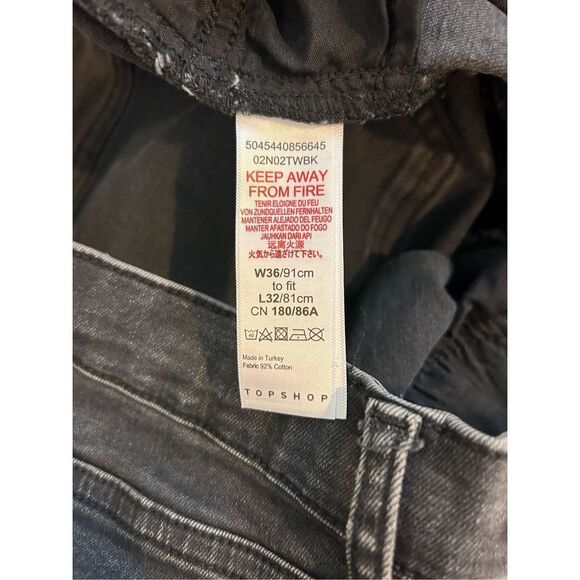 5045440856645
02N02TWBK
KEEP AWAY
FROM FIRE
TENIR ELOIGNE DU FEU
VON ZUNDQUELLEN FERNHALTEN
MANTENER ALEJADO DEL FEUGO
MANTER AFASTADO DO FOGO
JAUHKAN DARI API
远高火源
火気から遠ざけて下さい。
W36/91cm
to fit
L32/81cm
CN 180/86A
40
Made in Turkey
Fabric 92% Cotton
TOPSHOP